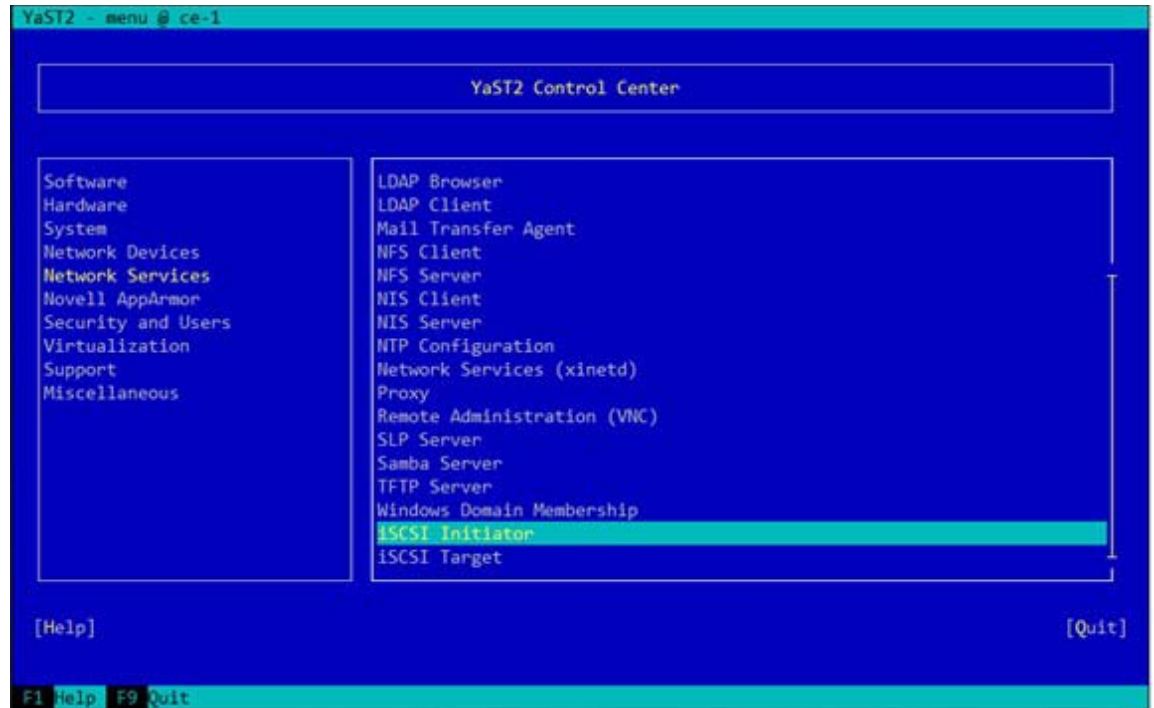 YaST2 - menu @ ce-1
YaST2 Control Center
Software
Hardware
System
Network Devices
Network Services
Novell AppArmor
Security and Users
Virtualization
Support
Miscellaneous
LDAP Browser
LDAP Client
Mail Transfer Agent
NFS Client
NFS Server
NIS Client
NIS Server
NTP Configuration
Network Services (xinetd)
Proxy
Remote Administration (VNC)
SLP Server
Samba Server
TFTP Server
Windows Domain Membership
iSCSI Initiator
iSCSI Target
[Help] [Quit]
F1 Help F9 Quit